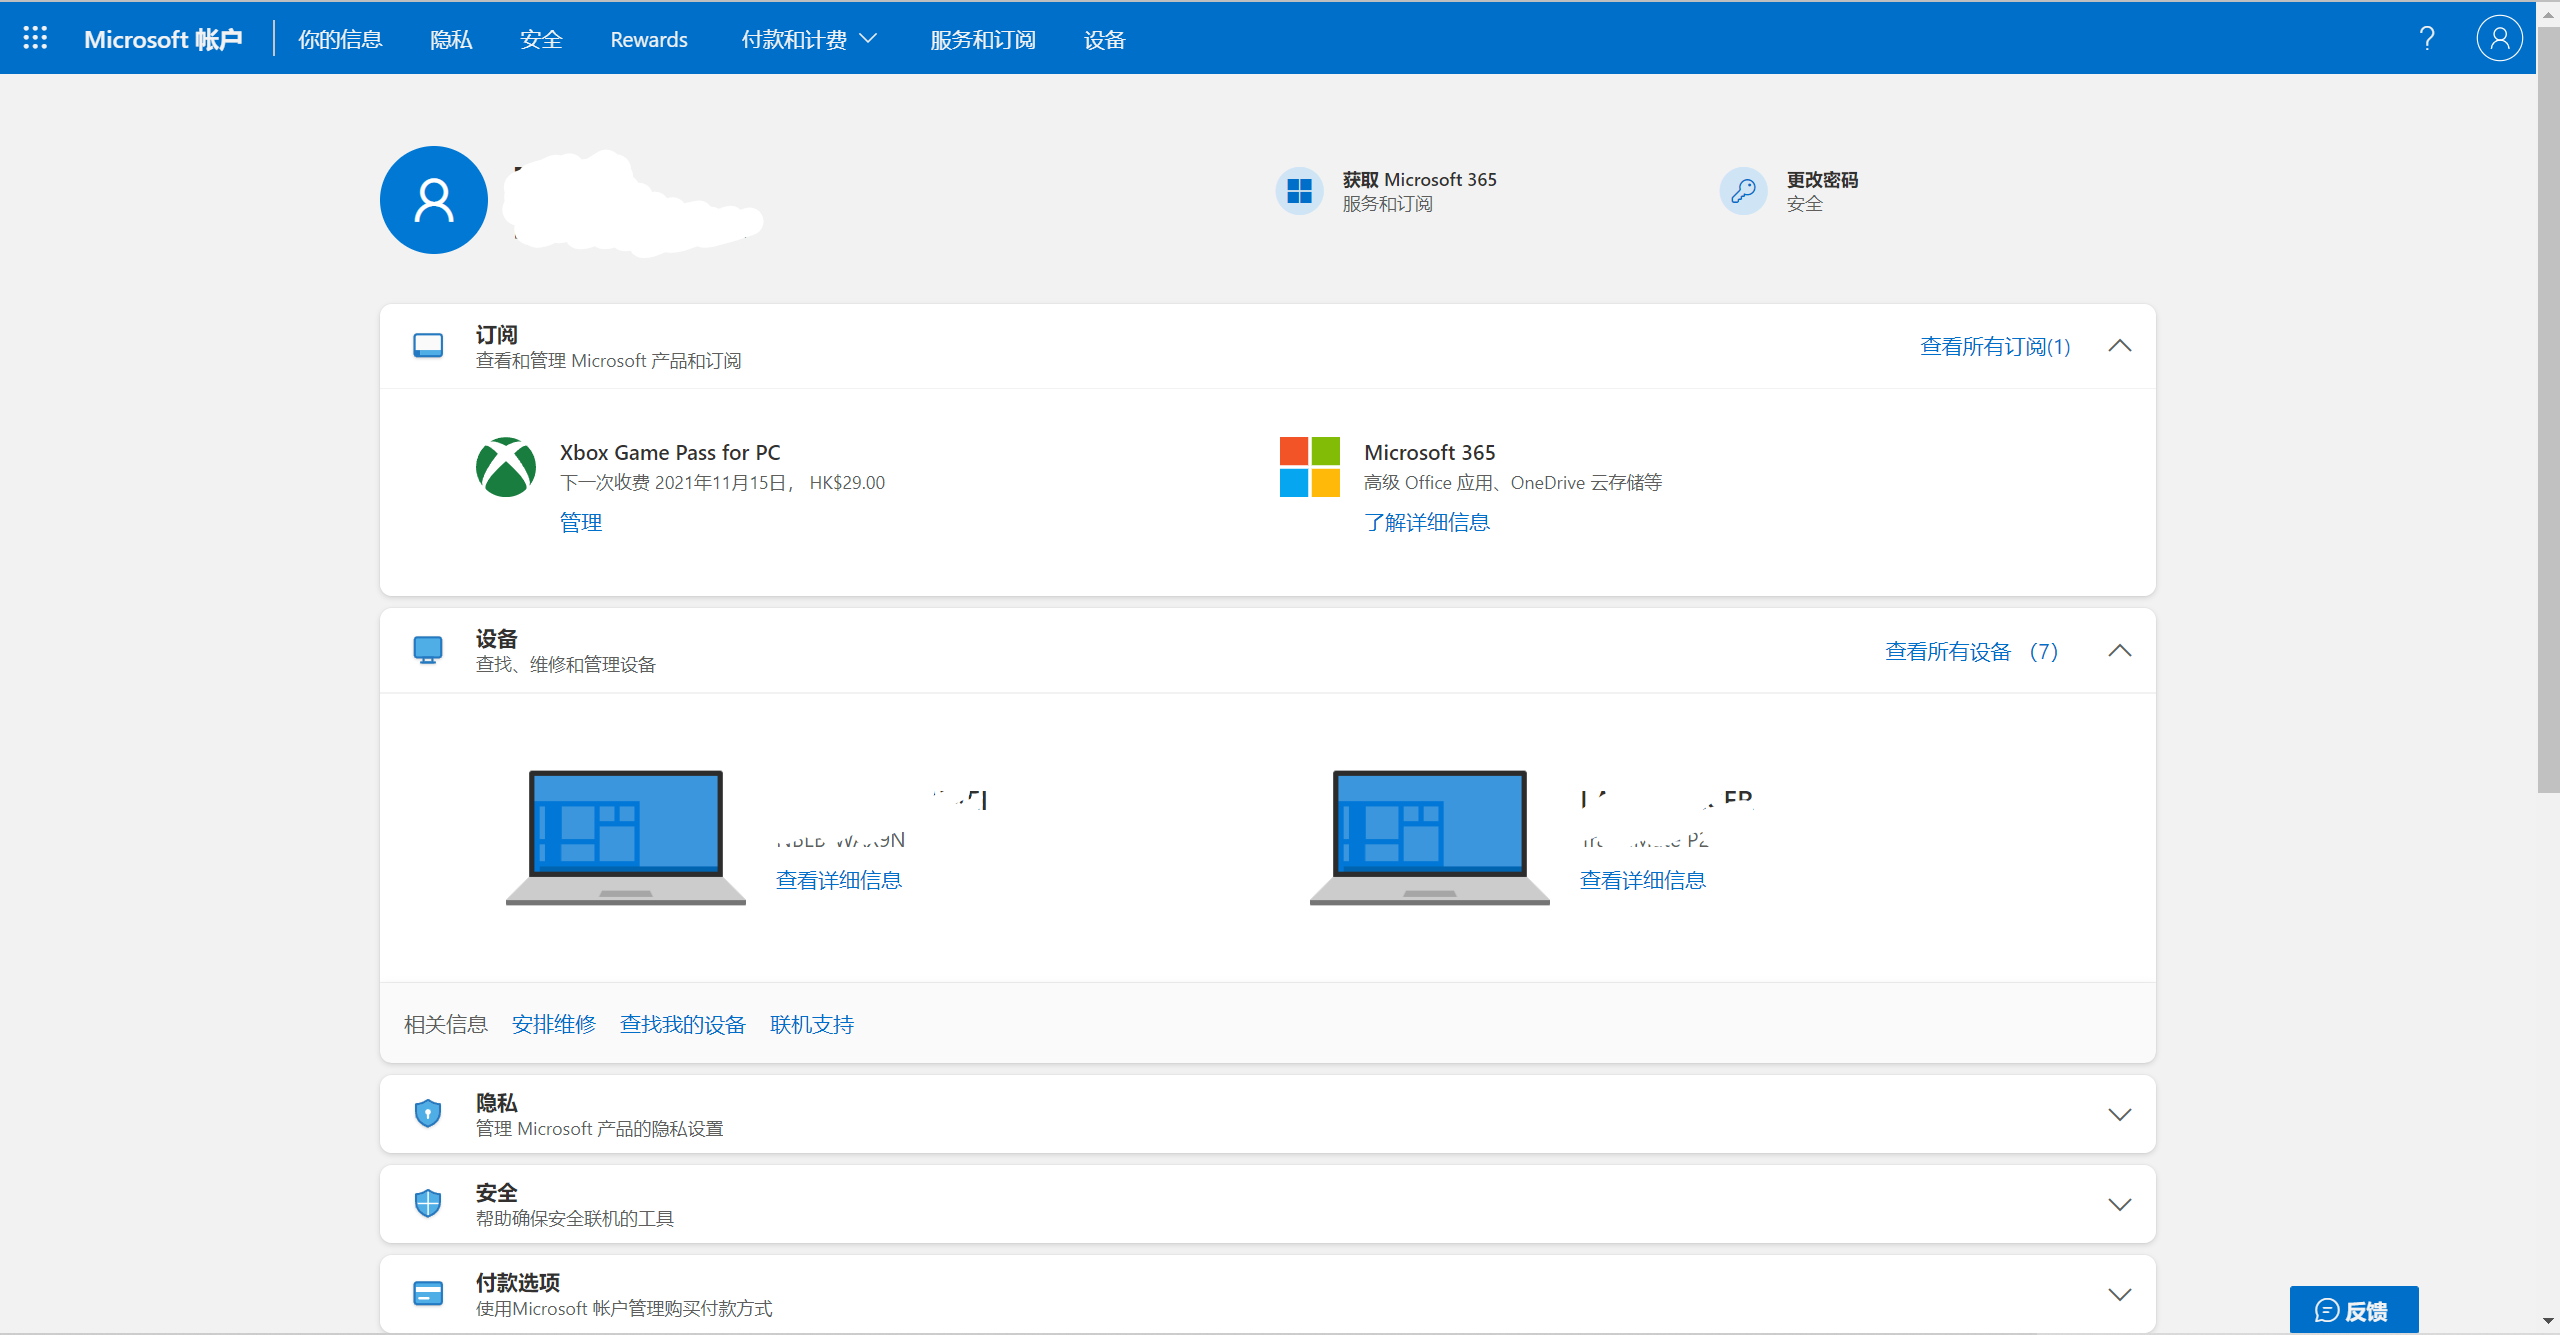 Microsoft 帐户
你的信息
隐私
安全
Rewards
付款和计费
服务和订阅
设备
?
获取 Microsoft 365
服务和订阅
更改密码
安全
订阅
查看和管理 Microsoft 产品和订阅
查看所有订阅(1)
Xbox Game Pass for PC
下一次收费 2021年11月15日， HK$29.00
管理
Microsoft 365
高级 Office 应用、OneDrive 云存储等
了解详细信息
设备
查找、维修和管理设备
查看所有设备 （7）
查看详细信息
查看详细信息
相关信息 安排维修 查找我的设备 联机支持
隐私
管理 Microsoft 产品的隐私设置
安全
帮助确保安全联机的工具
付款选项
使用Microsoft 帐户管理购买付款方式
反馈